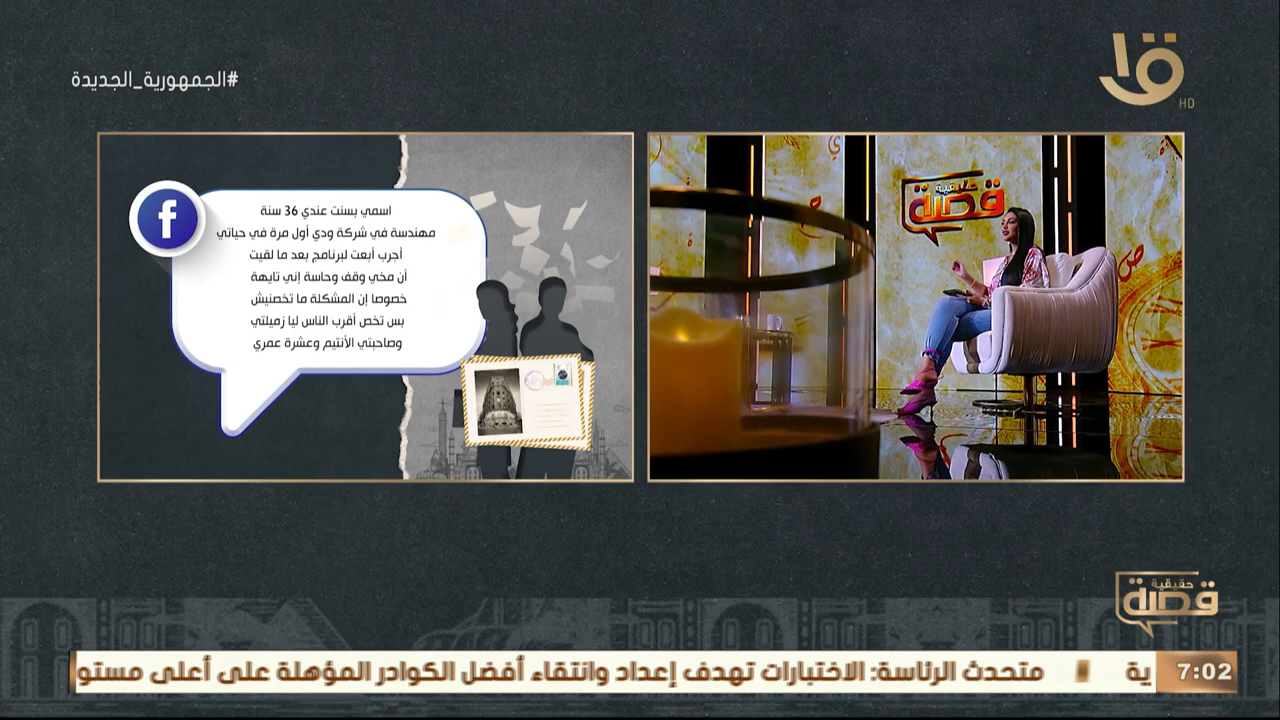 #الجمهورية_الجديدة
HD
f
اسمي بسنت عندي 36 سنة
مهندسة في شركة ودي أول مرة في حياتي
أجرب أبعت لبرنامج بعد ما لقيت
أن مخي وقف وحاسة إني تايهة
خصوصا إن المشكلة ما تخصنيش
بس تخص أقرب الناس ليا زميلتي
وصاحبتي الأنتيم وعشرة عمري
قصة حقيقية
ح
ص
قصة حقيقية
7:02
ية متحدث الرئاسة: الاختبارات تهدف إعداد وانتقاء أفضل الكوادر المؤهلة على أعلى مستو